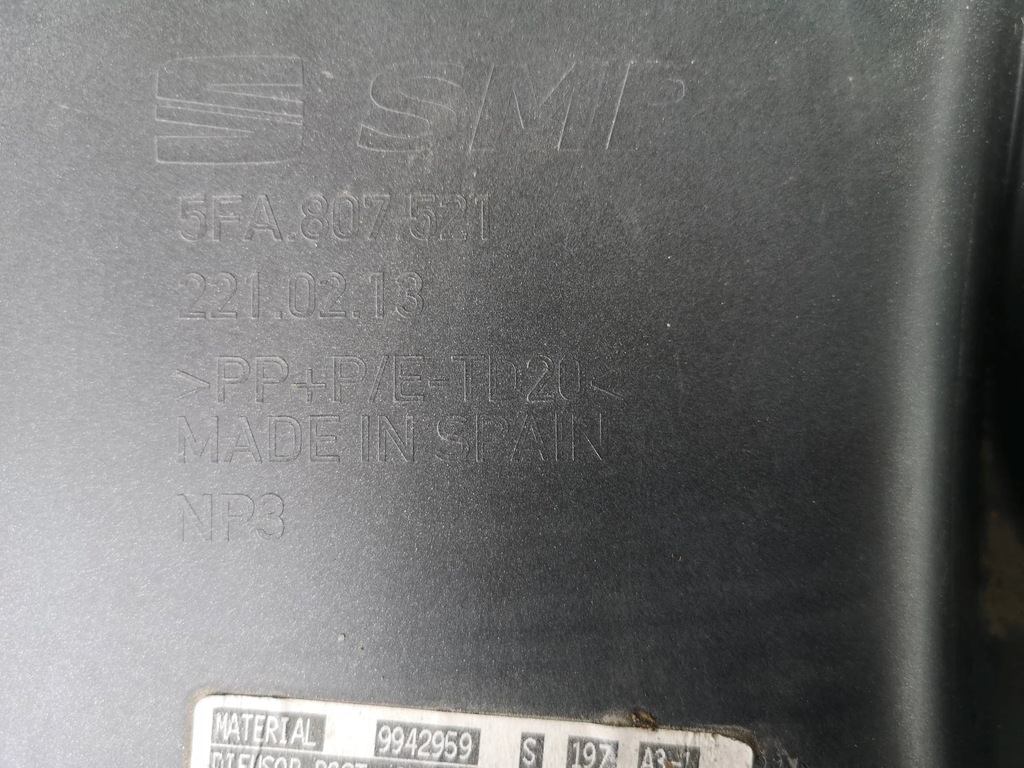 SMP
5FA.807.521
221.02.13
>PP+P/E-TD20<
MADE IN SPAIN
NP3
MATERIAL 9942959 S 197